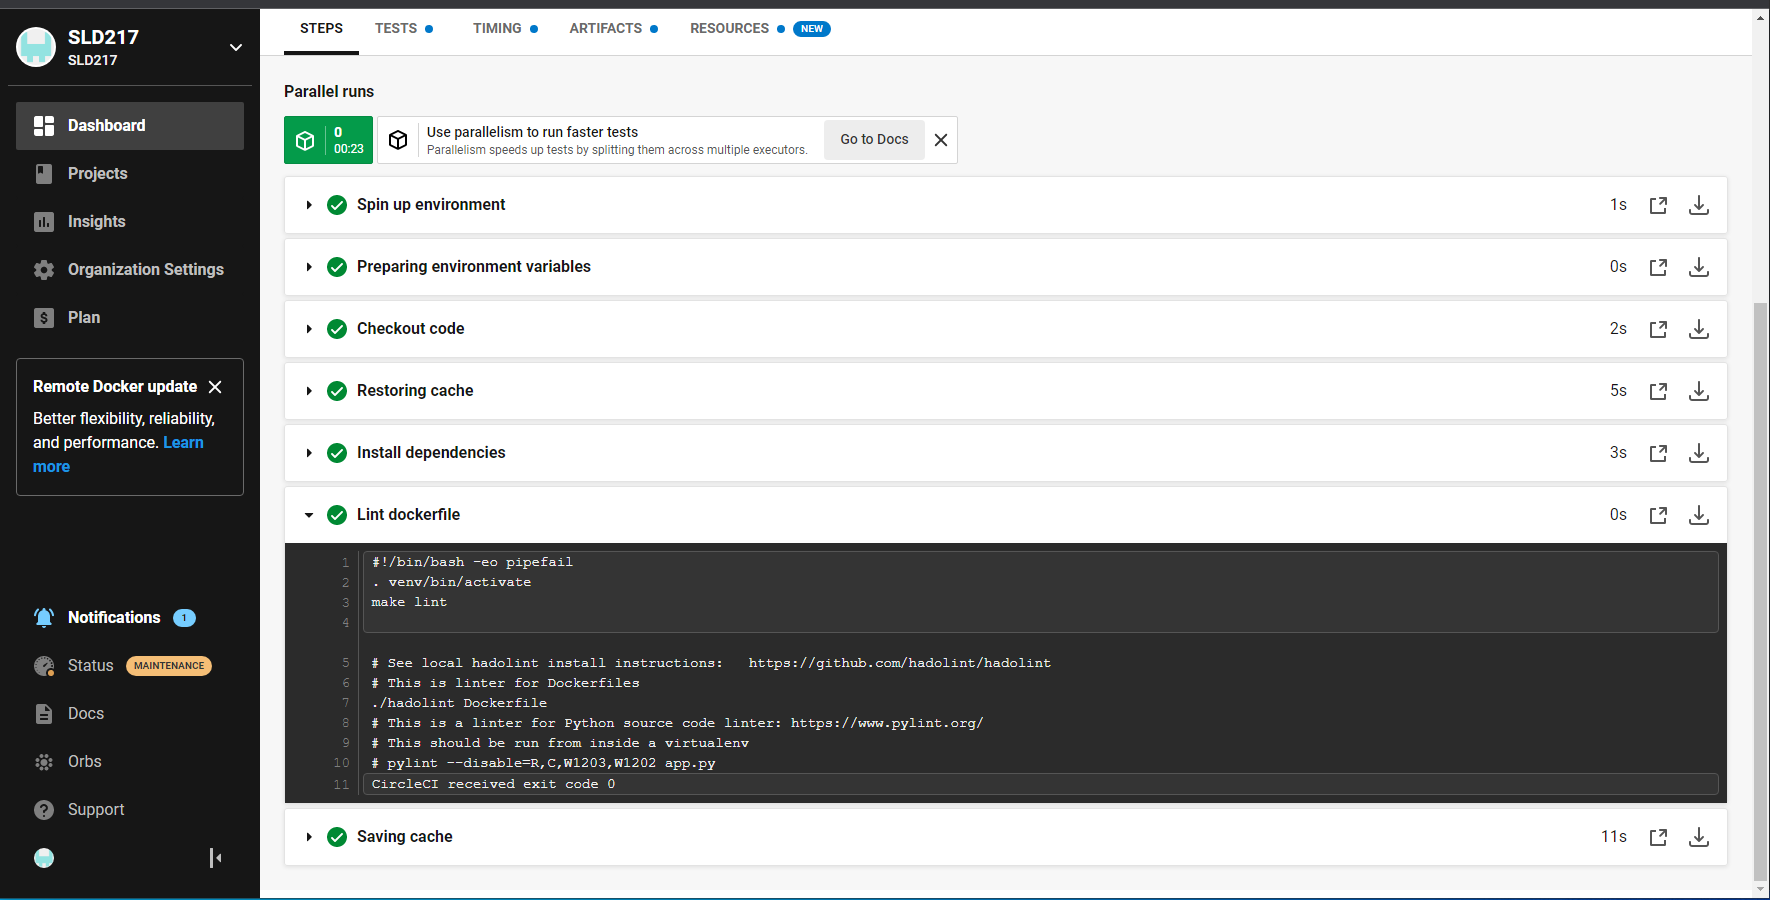 SLD217
SLD217
Dashboard
Projects
Insights
Organization Settings
Plan
Remote Docker update
Better flexibility, reliability,
and performance. Learn
more
Notifications 1
Status MAINTENANCE
Docs
Orbs
Support
STEPS TESTS TIMING ARTIFACTS RESOURCES NEW
Parallel runs
0
00:23
Use parallelism to run faster tests
Parallelism speeds up tests by splitting them across multiple executors.
Go to Docs
Spin up environment 1s
Preparing environment variables 0s
Checkout code 2s
Restoring cache 5s
Install dependencies 3s
Lint dockerfile 0s
1 #!/bin/bash -eo pipefail
2 . venv/bin/activate
3 make lint
4
5 # See local hadolint install instructions:   https://github.com/hadolint/hadolint
6 # This is linter for Dockerfiles
7 ./hadolint Dockerfile
8 # This is a linter for Python source code linter: https://www.pylint.org/
9 # This should be run from inside a virtualenv
10 # pylint --disable=R,C,W1203,W1202 app.py
11 CircleCI received exit code 0
Saving cache 11s